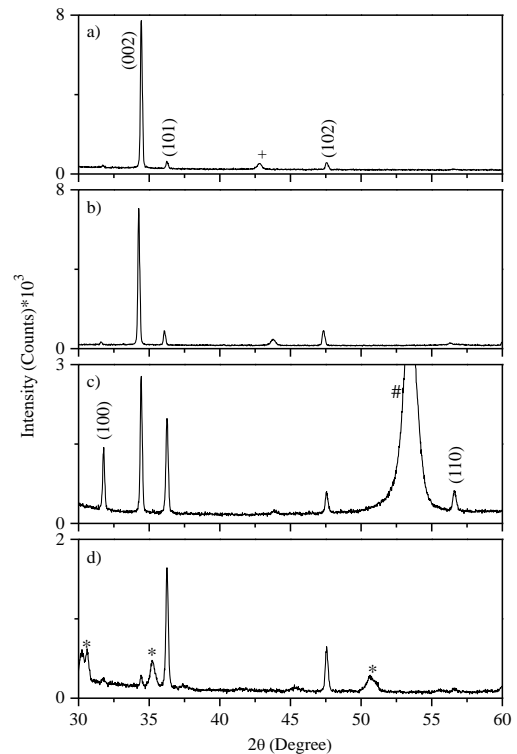 Intensity (Counts)*10³
8
a)
(002)
(101)
+
(102)
0
8
b)
0
3
c)
(100)
#
(110)
0
2
d)
*
*
*
0
30 35 40 45 50 55 60
2θ (Degree)